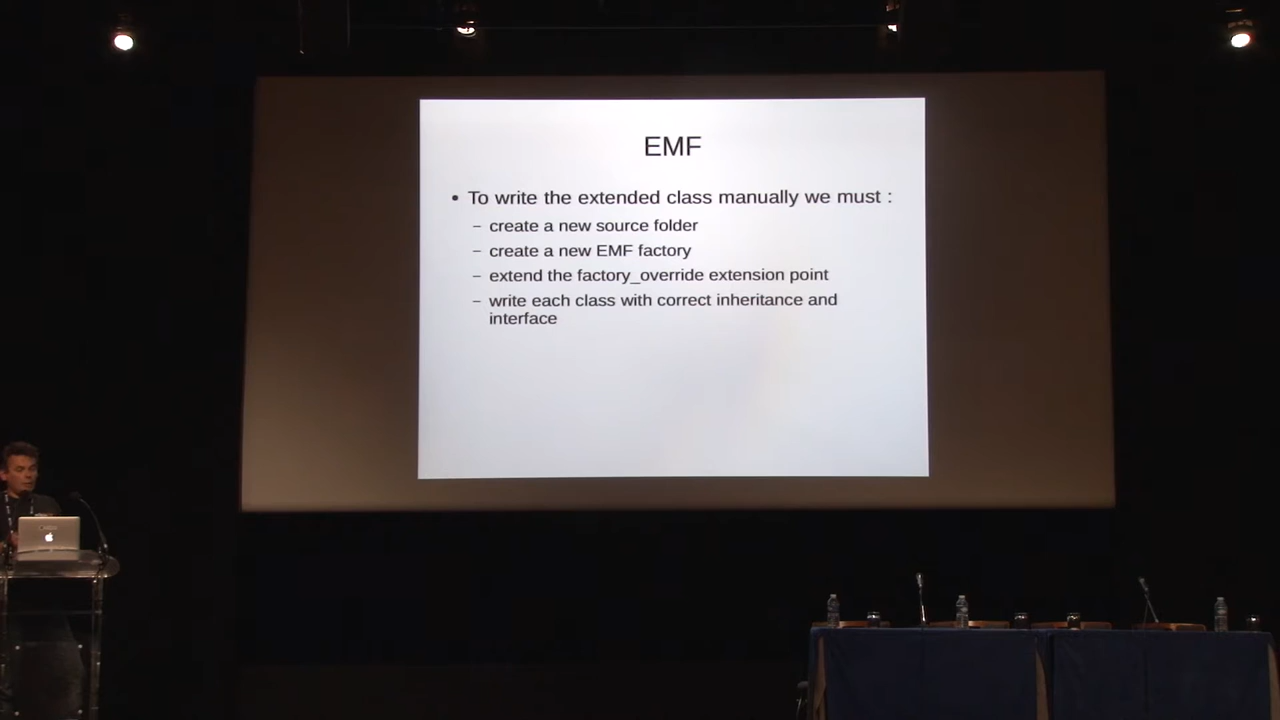 EMF
• To write the extended class manually we must :
– create a new source folder
– create a new EMF factory
– extend the factory_override extension point
– write each class with correct inheritance and
interface